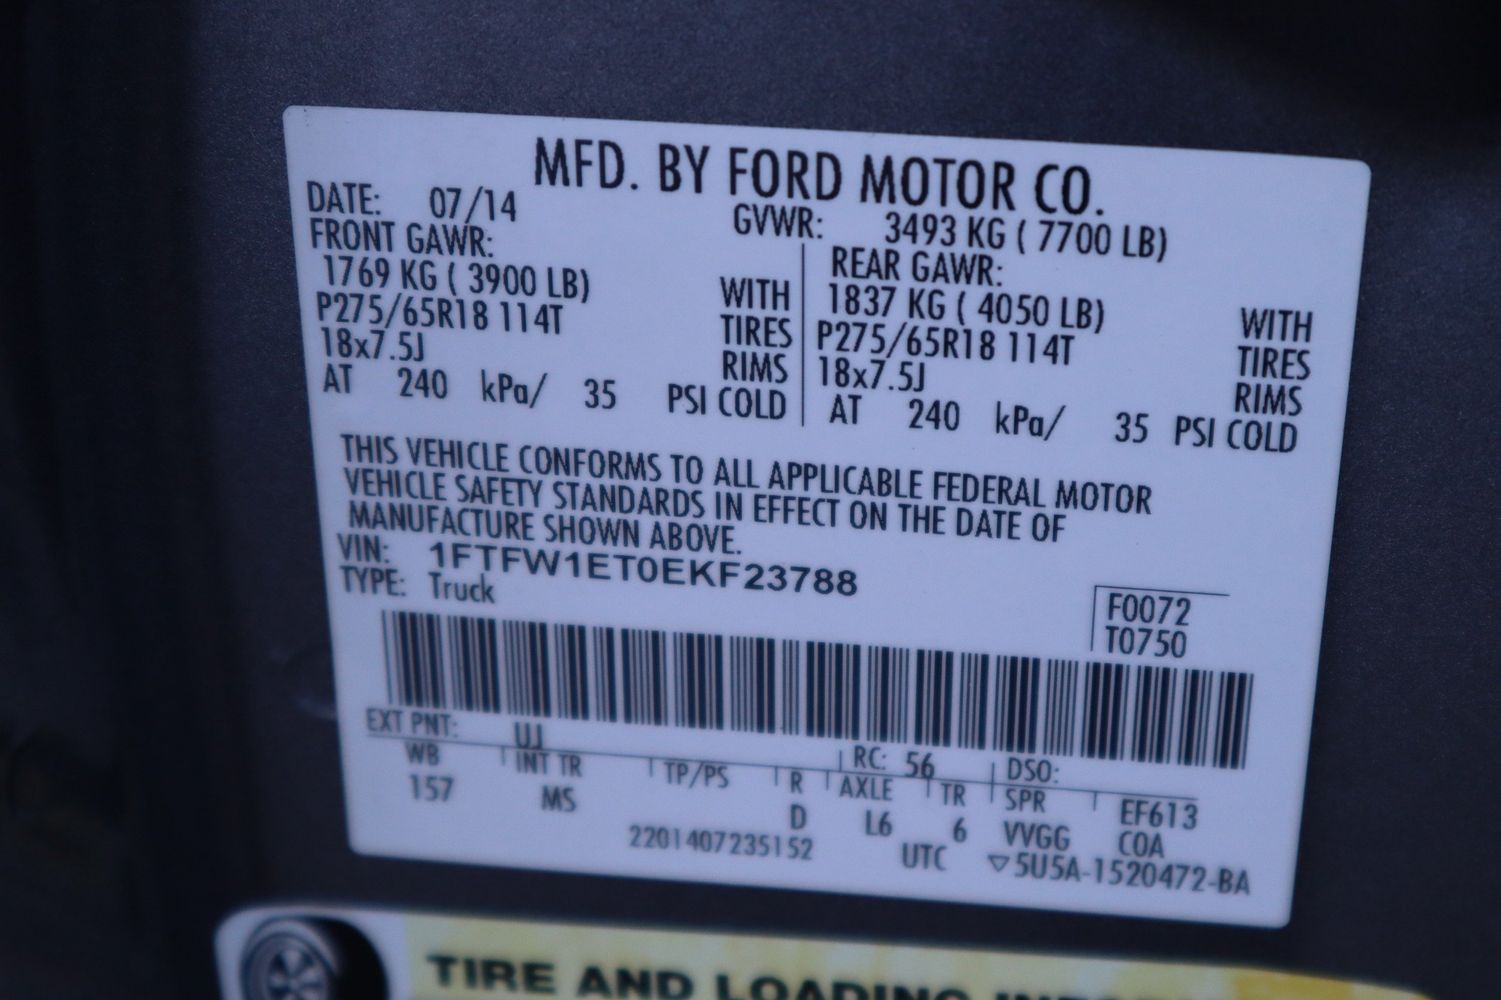 MFD. BY FORD MOTOR CO.
DATE: 07/14 GVWR: 3493 KG ( 7700 LB)
FRONT GAWR: REAR GAWR:
1769 KG ( 3900 LB) WITH 1837 KG ( 4050 LB) WITH
P275/65R18 114T TIRES P275/65R18 114T TIRES
18x7.5J RIMS 18x7.5J RIMS
AT 240 kPa/ 35 PSI COLD AT 240 kPa/ 35 PSI COLD
THIS VEHICLE CONFORMS TO ALL APPLICABLE FEDERAL MOTOR
VEHICLE SAFETY STANDARDS IN EFFECT ON THE DATE OF
MANUFACTURE SHOWN ABOVE.
VIN: 1FTFW1ET0EKF23788
TYPE: Truck F0072
T0750
EXT PNT: UJ RC: 56 DSO:
WB INT TR TP/PS R AXLE TR SPR EF613
157 MS D L6 6 VVGG COA
2201407235152 UTC ▽5U5A-1520472-BA
TIRE AND LOADING